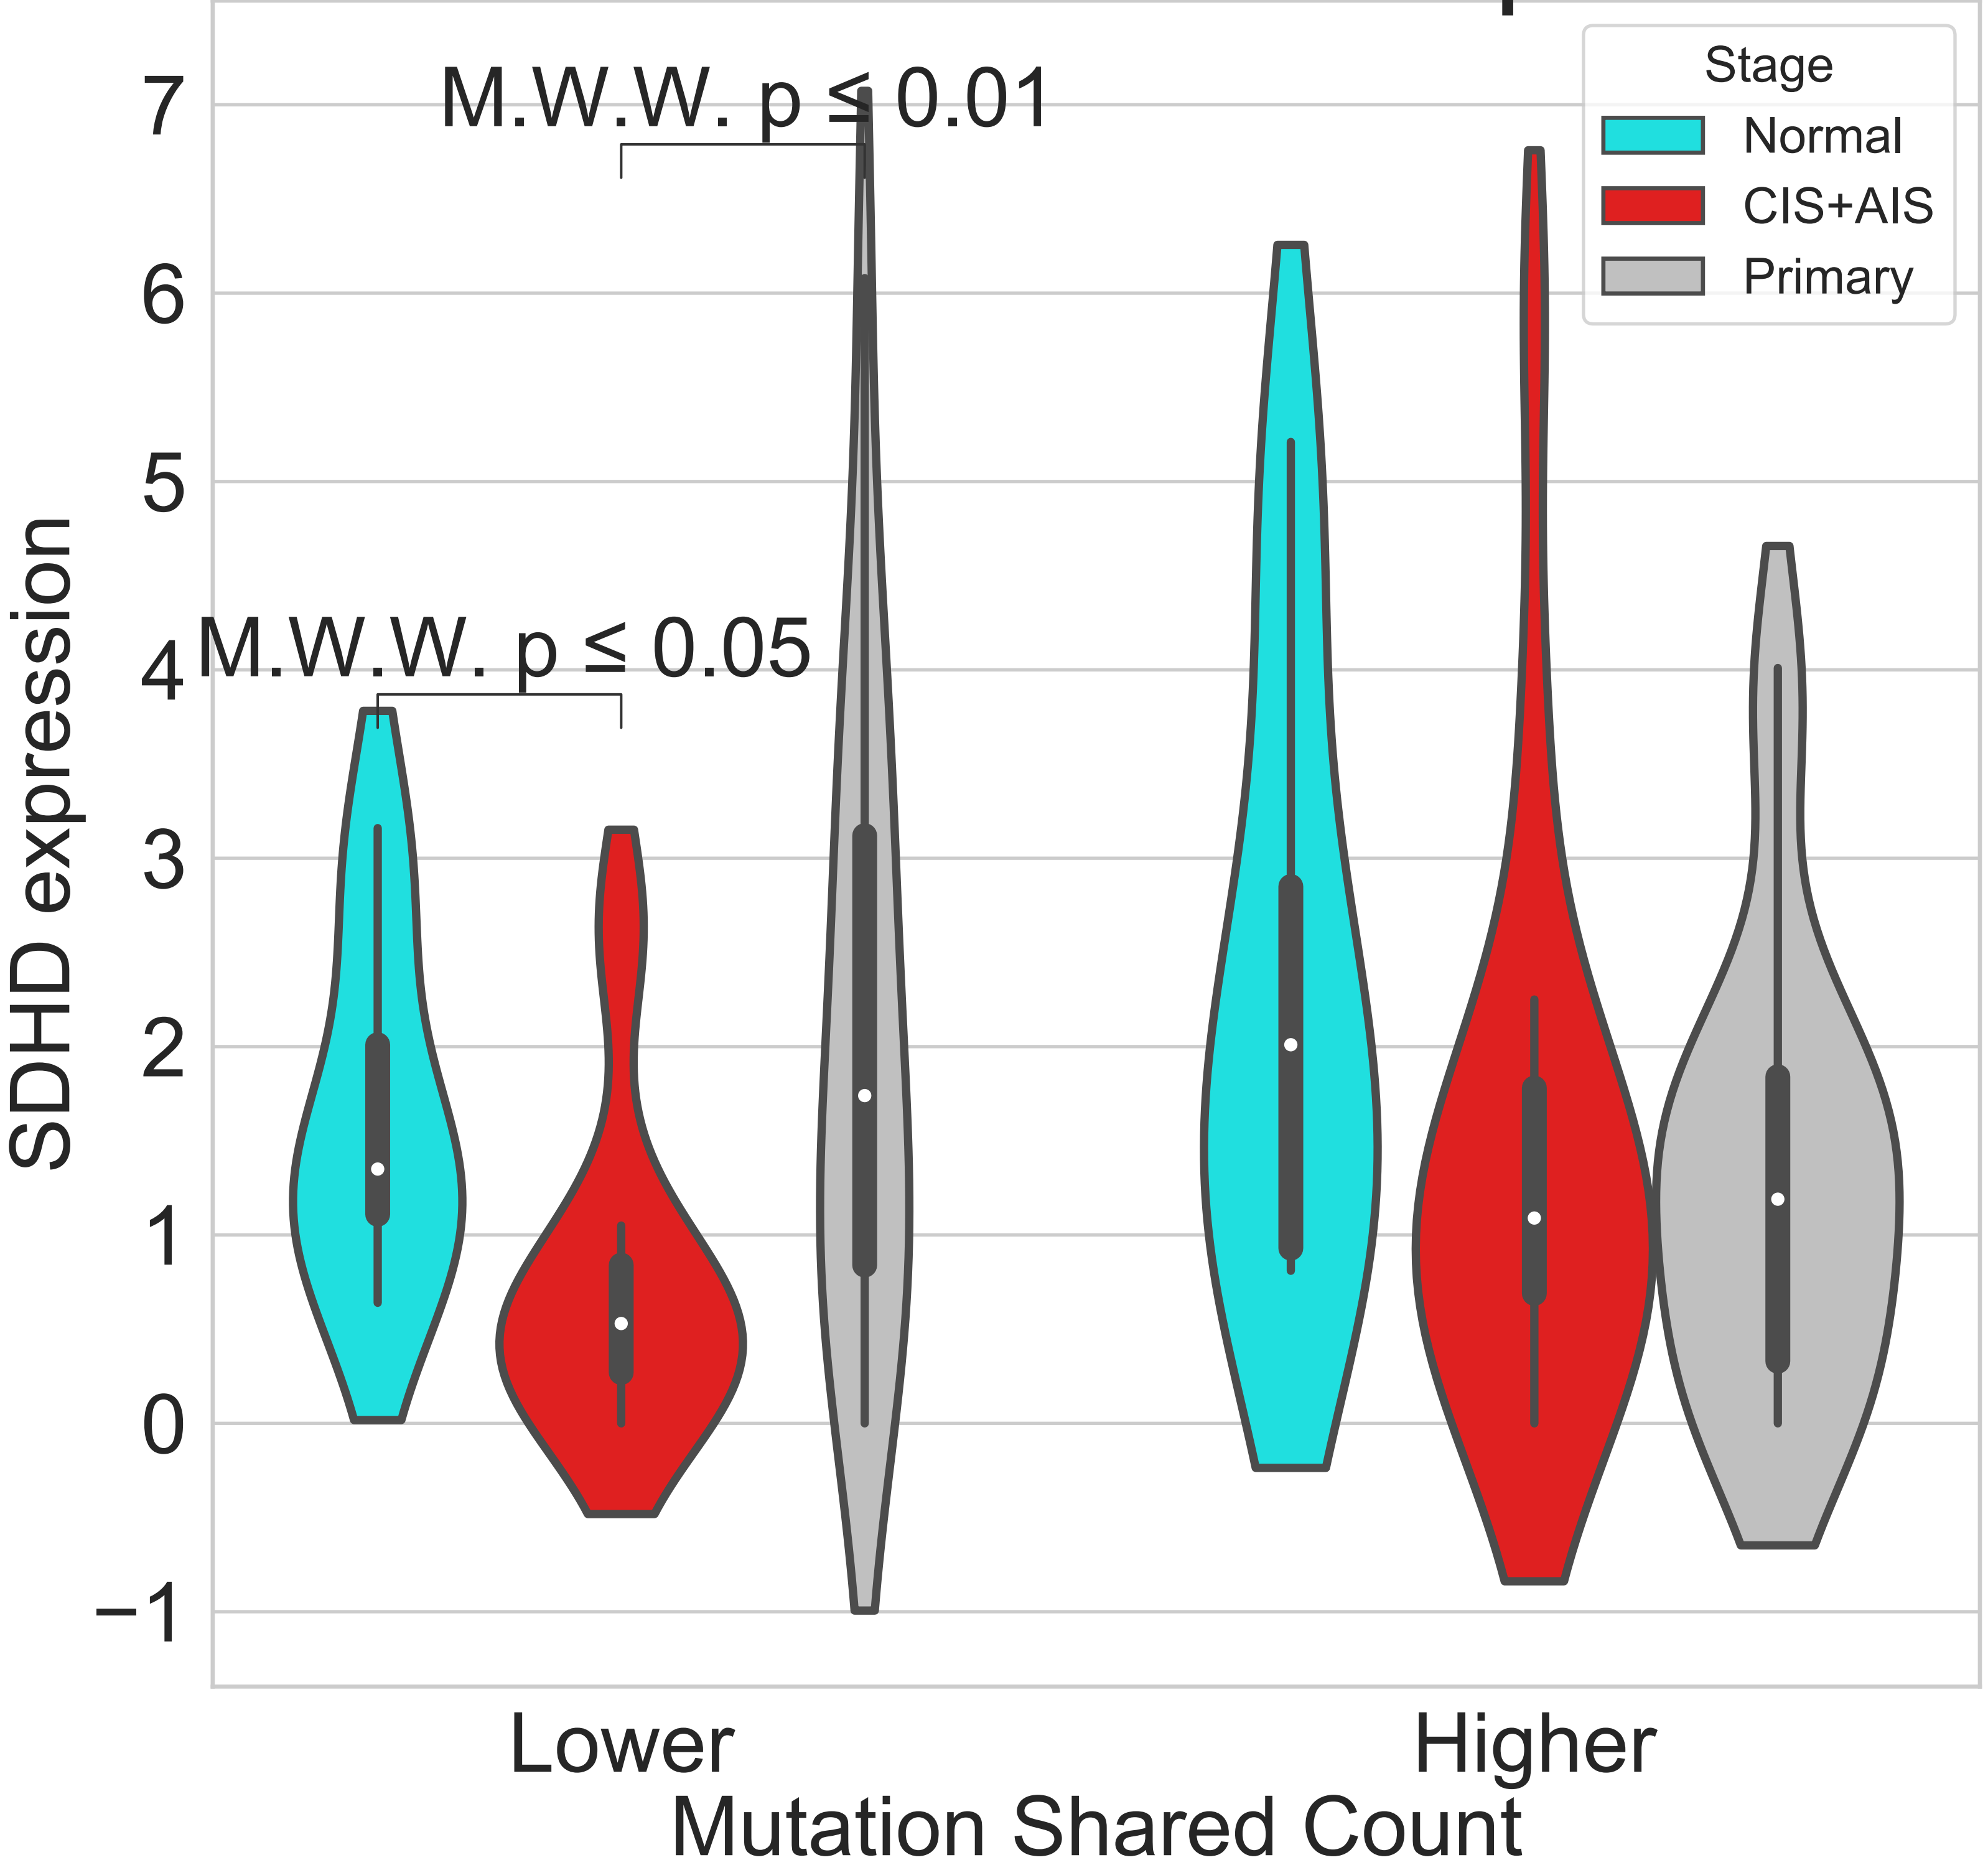 Stage
Normal
CIS+AIS
Primary
M.W.W. p ≤ 0.01
M.W.W. p ≤ 0.05
SDHD expression
7
6
5
4
3
2
1
0
−1
Lower
Higher
Mutation Shared Count